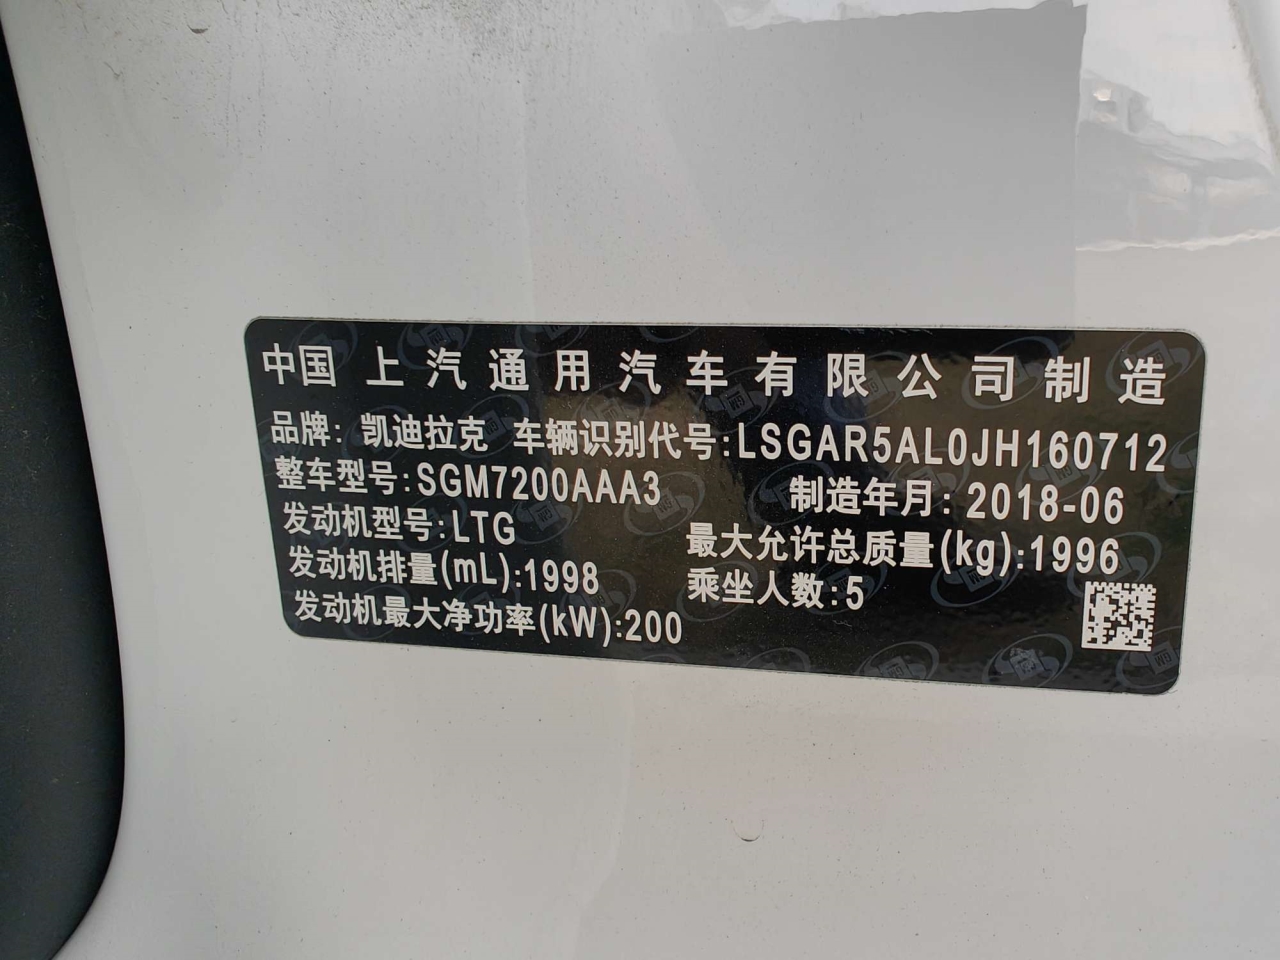 中国 上汽通用汽车有限公司制造
品牌: 凯迪拉克 车辆识别代号:LSGAR5AL0JH160712
整车型号:SGM7200AAA3 制造年月: 2018-06
发动机型号:LTG 最大允许总质量(kg):1996
发动机排量(mL):1998 乘坐人数:5
发动机最大净功率(kW):200